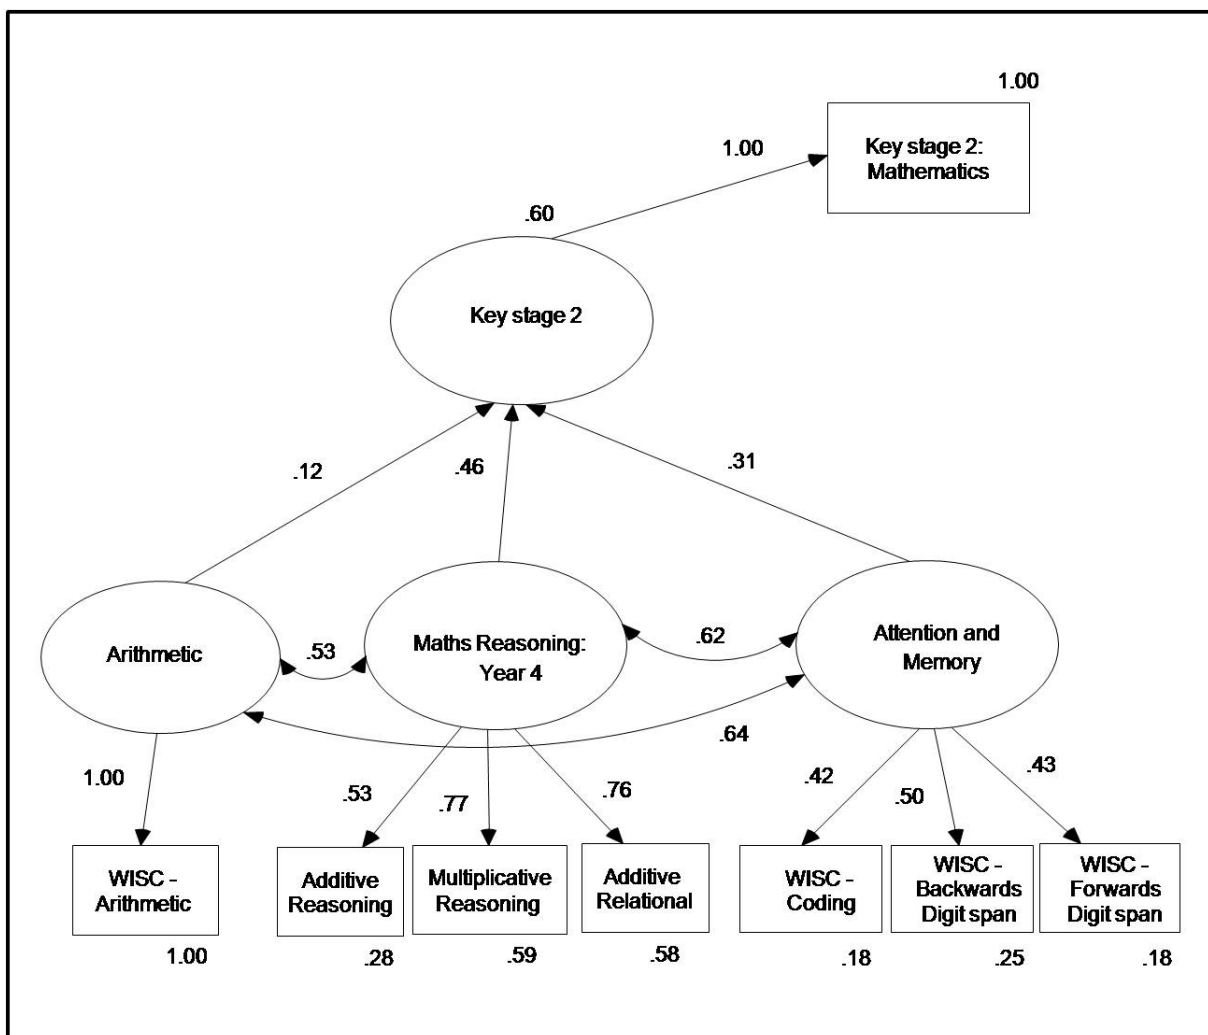 1.00
Key stage 2:
Mathematics
1.00
.60
Key stage 2
.12
.46
.31
Arithmetic
.53
Maths Reasoning:
Year 4
.62
Attention and
Memory
.64
1.00
.53
.77
.76
.42
.50
.43
WISC –
Arithmetic
Additive
Reasoning
Multiplicative
Reasoning
Additive
Relational
WISC –
Coding
WISC –
Backwards
Digit span
WISC –
Forwards
Digit span
1.00
.28
.59
.58
.18
.25
.18